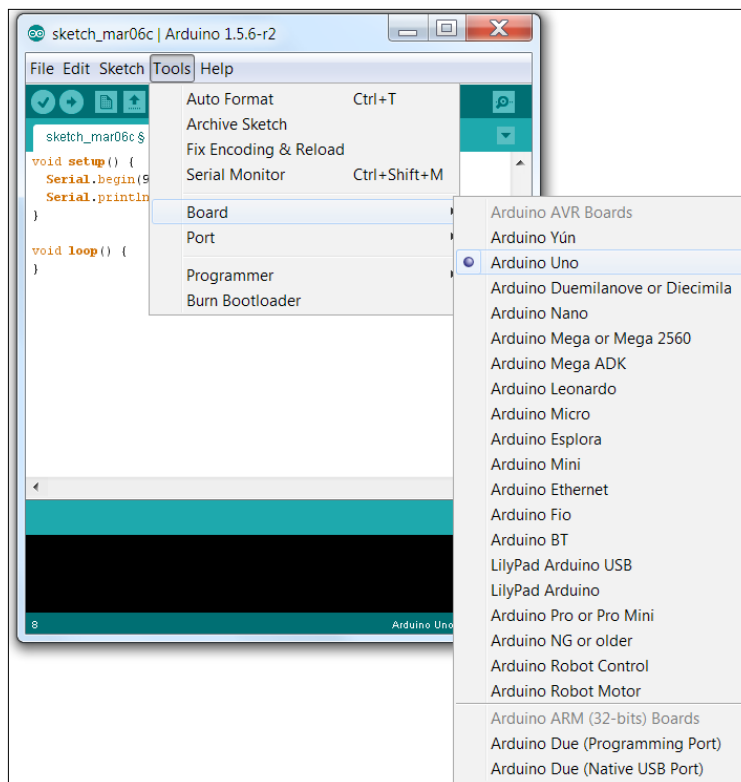 sketch_mar06c | Arduino 1.5.6-r2
File Edit Sketch Tools Help
Auto Format Ctrl+T
Archive Sketch
Fix Encoding & Reload
Serial Monitor Ctrl+Shift+M
Board
Port
Programmer
Burn Bootloader
sketch_mar06c §
void setup() {
Serial.begin(9
Serial.println
}
void loop() {
}
Arduino AVR Boards
Arduino Yún
Arduino Uno
Arduino Duemilanove or Diecimila
Arduino Nano
Arduino Mega or Mega 2560
Arduino Mega ADK
Arduino Leonardo
Arduino Micro
Arduino Esplora
Arduino Mini
Arduino Ethernet
Arduino Fio
Arduino BT
LilyPad Arduino USB
LilyPad Arduino
Arduino Pro or Pro Mini
Arduino NG or older
Arduino Robot Control
Arduino Robot Motor
Arduino ARM (32-bits) Boards
Arduino Due (Programming Port)
Arduino Due (Native USB Port)
8 Arduino Uno